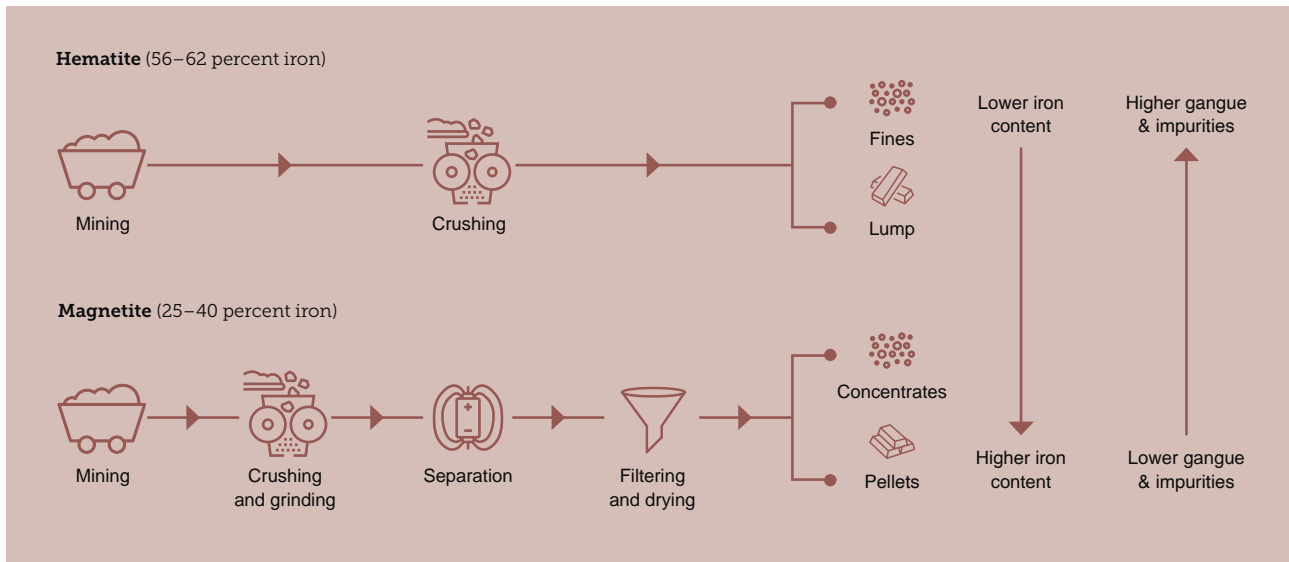 Hematite (56–62 percent iron)
Mining
Crushing
Fines
Lump
Lower iron
content
Higher gangue
& impurities
Magnetite (25–40 percent iron)
Mining
Crushing
and grinding
Separation
Filtering
and drying
Concentrates
Pellets
Higher iron
content
Lower gangue
& impurities